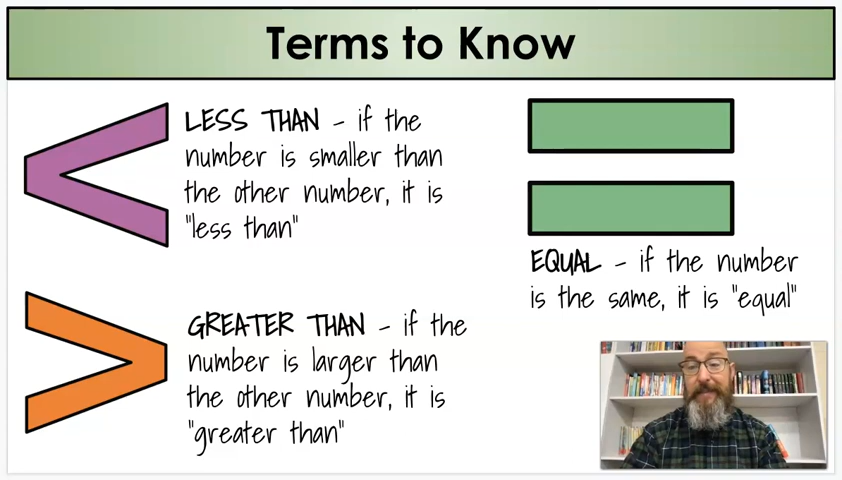 Terms to Know
LESS THAN - if the
number is smaller than
the other number, it is
"less than"
GREATER THAN - if the
number is larger than
the other number, it is
"greater than"
EQUAL - if the number
is the same, it is "equal"